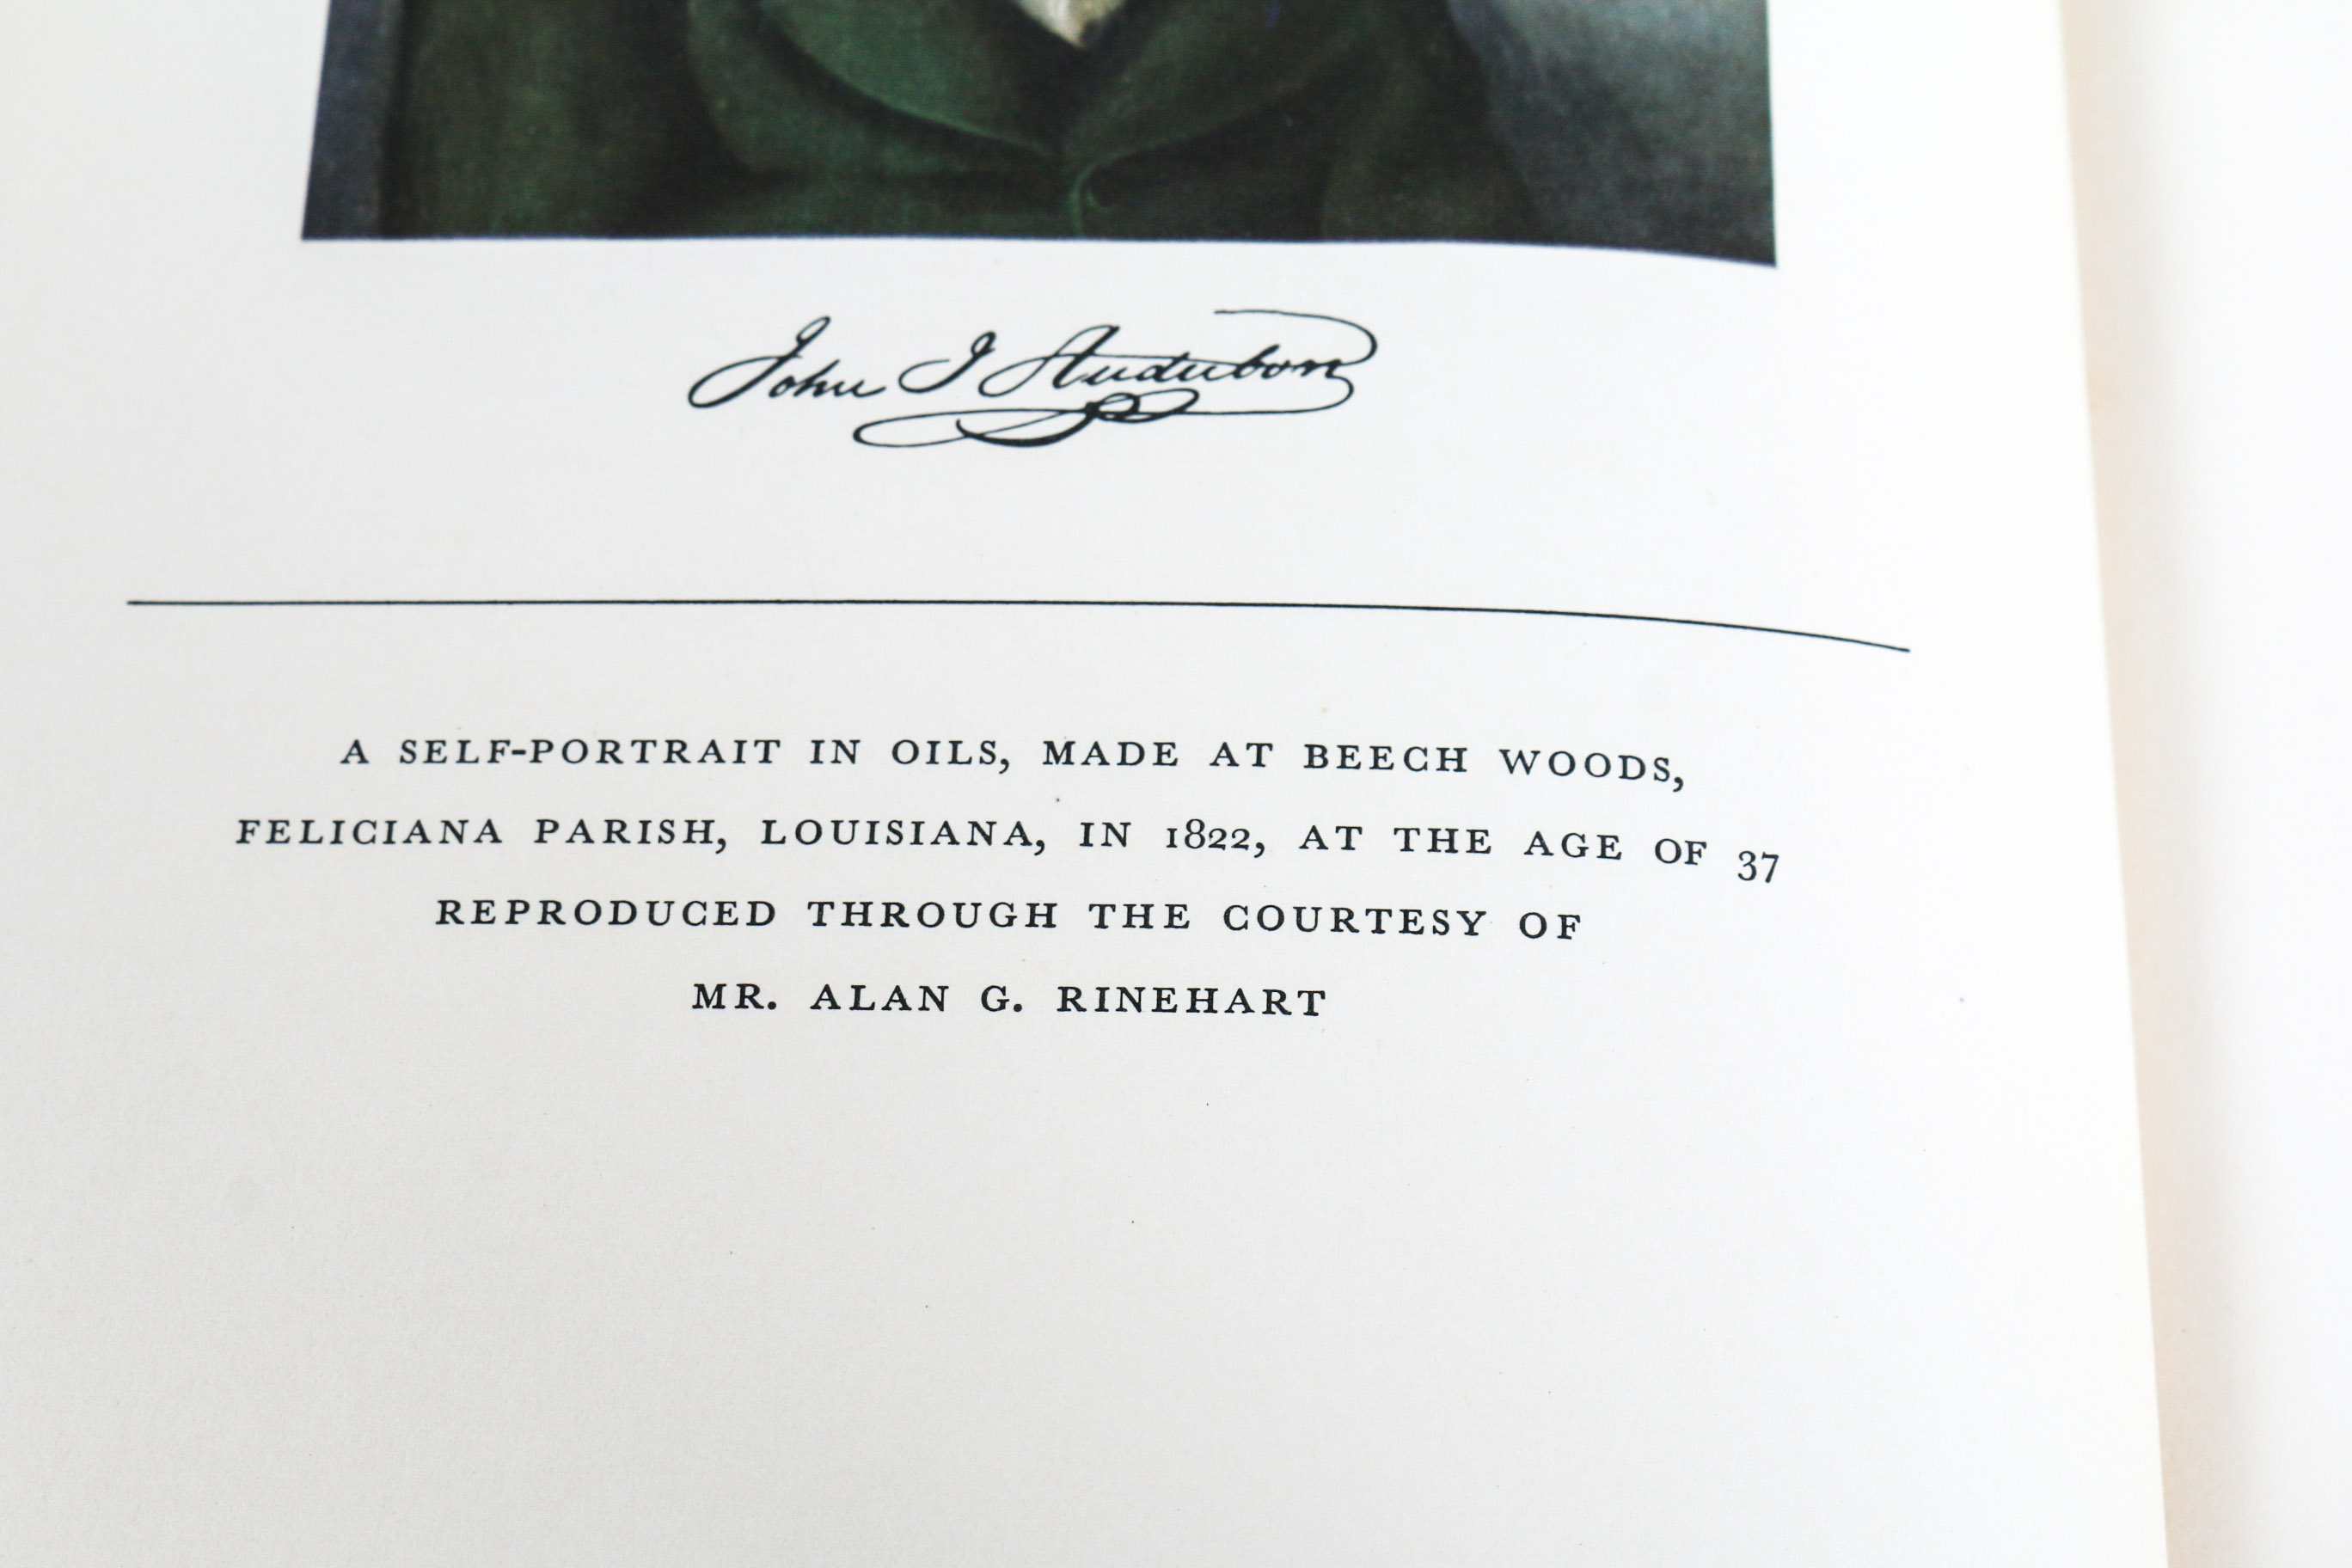 John J Audubon
A SELF-PORTRAIT IN OILS, MADE AT BEECH WOODS,
FELICIANA PARISH, LOUISIANA, IN 1822, AT THE AGE OF 37
REPRODUCED THROUGH THE COURTESY OF
MR. ALAN G. RINEHART